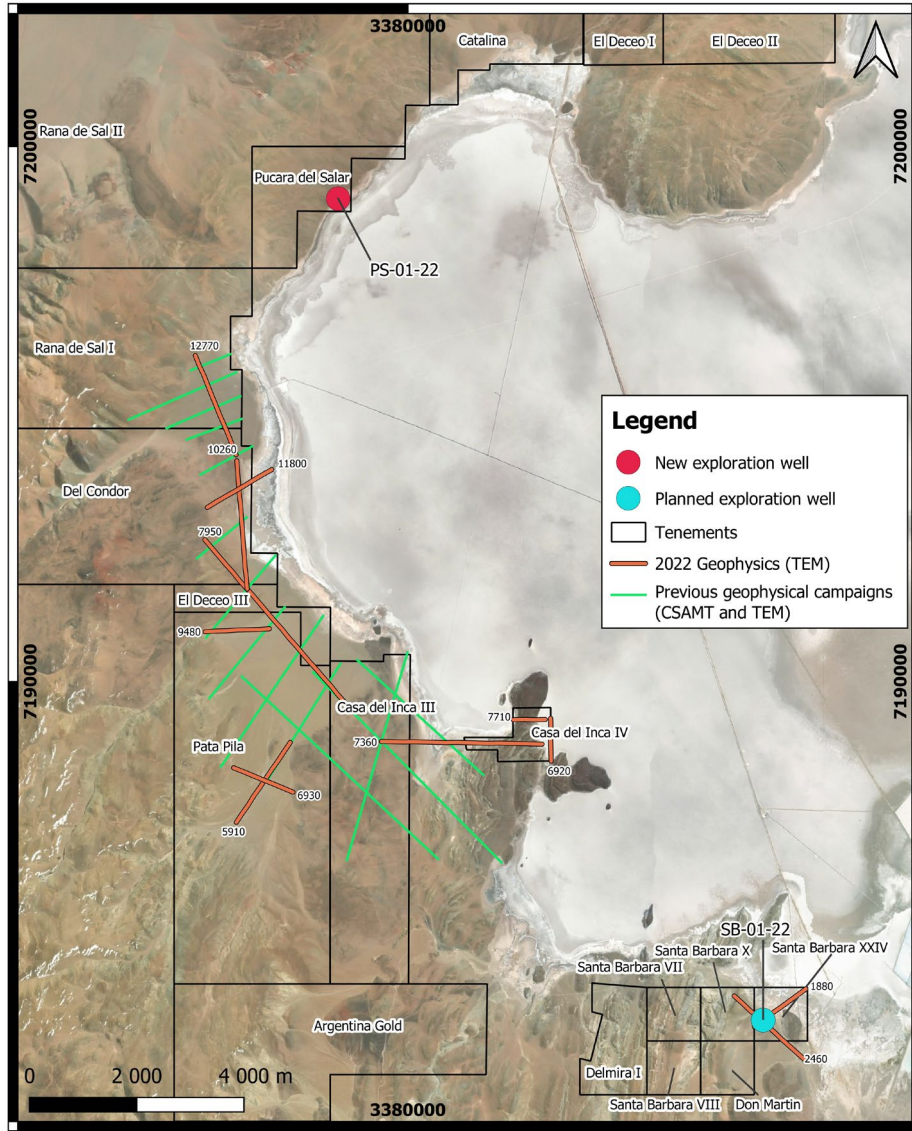 3380000
Catalina
El Deceo I
El Deceo II
7200000
7200000
Rana de Sal II
Pucara del Salar
PS-01-22
Rana de Sal I
12770
Legend
New exploration well
Planned exploration well
Tenements
2022 Geophysics (TEM)
Previous geophysical campaigns
(CSAMT and TEM)
10260
11800
Del Condor
7950
El Deceo III
9480
7190000
7190000
Casa del Inca III
7710
Casa del Inca IV
Pata Pila
7360
6920
6930
5910
SB-01-22
Santa Barbara X
Santa Barbara XXIV
Santa Barbara VII
1880
Argentina Gold
2460
Delmira I
Santa Barbara VIII
Don Martin
0
2 000
4 000 m
3380000